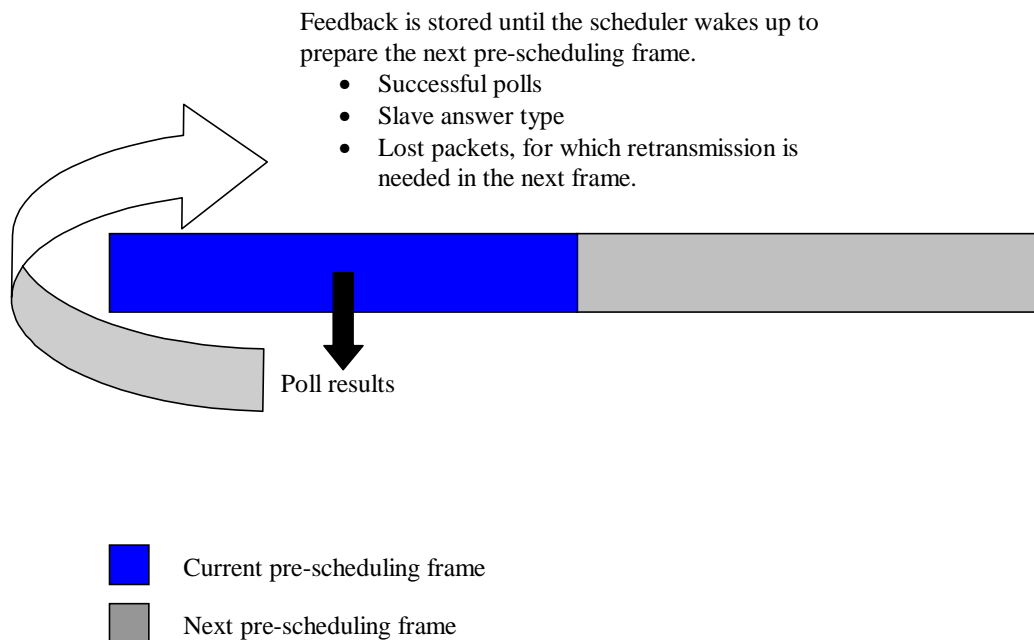 Feedback is stored until the scheduler wakes up to
prepare the next pre-scheduling frame.
• Successful polls
• Slave answer type
• Lost packets, for which retransmission is
needed in the next frame.
Poll results
Current pre-scheduling frame
Next pre-scheduling frame